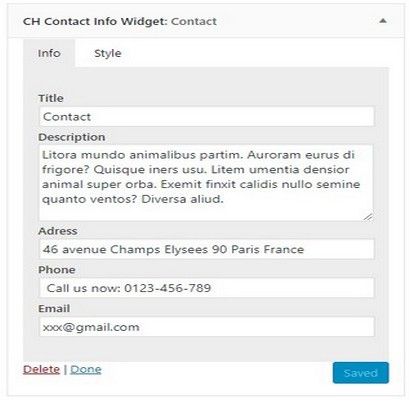 CH Contact Info Widget: Contact
Info Style
Title
Contact
Description
Litora mundo animalibus partim. Auroram eurus di
frigore? Quisque iners usu. Litem umentia densior
animal super orba. Exemit finxit calidis nullo semine
quanto ventos? Diversa aliud.
Adress
46 avenue Champs Elysees 90 Paris France
Phone
Call us now: 0123-456-789
Email
xxx@gmail.com
Delete | Done Saved